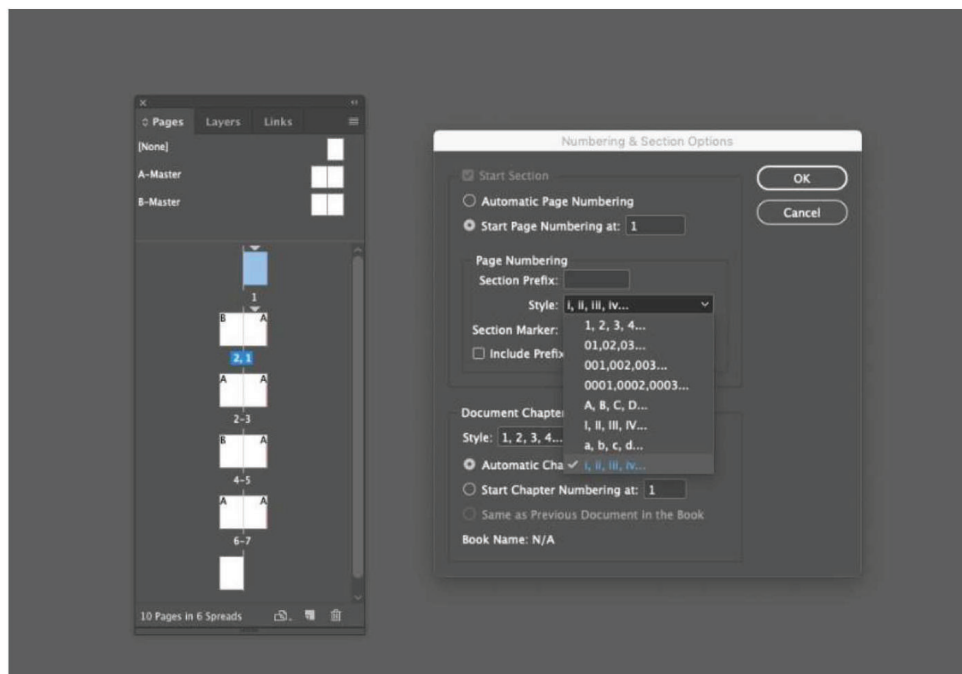 Pages Layers Links
[None]
A-Master
B-Master
1
B A
2, 1
A A
2-3
B A
4-5
A A
6-7
10 Pages in 6 Spreads
Numbering & Section Options
Start Section
OK
Automatic Page Numbering
Cancel
Start Page Numbering at: 1
Page Numbering
Section Prefix:
Style: i, ii, iii, iv...
1, 2, 3, 4...
Section Marker:
01,02,03...
Include Prefix
001,002,003...
0001,0002,0003...
A, B, C, D...
Document Chapter
I, II, III, IV...
Style: 1, 2, 3, 4...
a, b, c, d...
Automatic Cha
i, ii, iii, iv...
Start Chapter Numbering at: 1
Same as Previous Document in the Book
Book Name: N/A